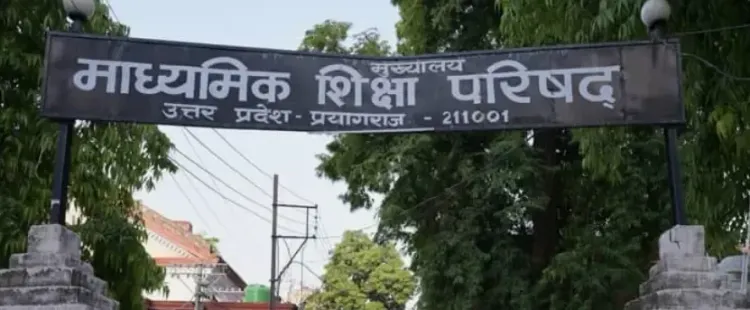 मुख्यालय
माध्यमिक शिक्षा परिषद्
उत्तर प्रदेश - प्रयागराज - 211001